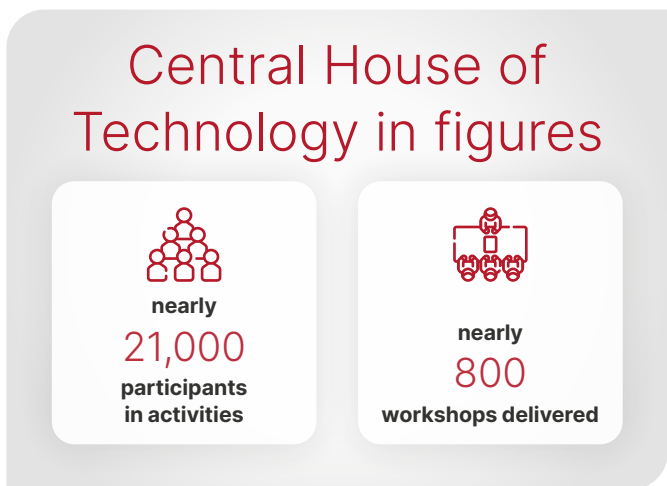 Central House of
Technology in figures
nearly
21,000
participants
in activities
nearly
800
workshops delivered